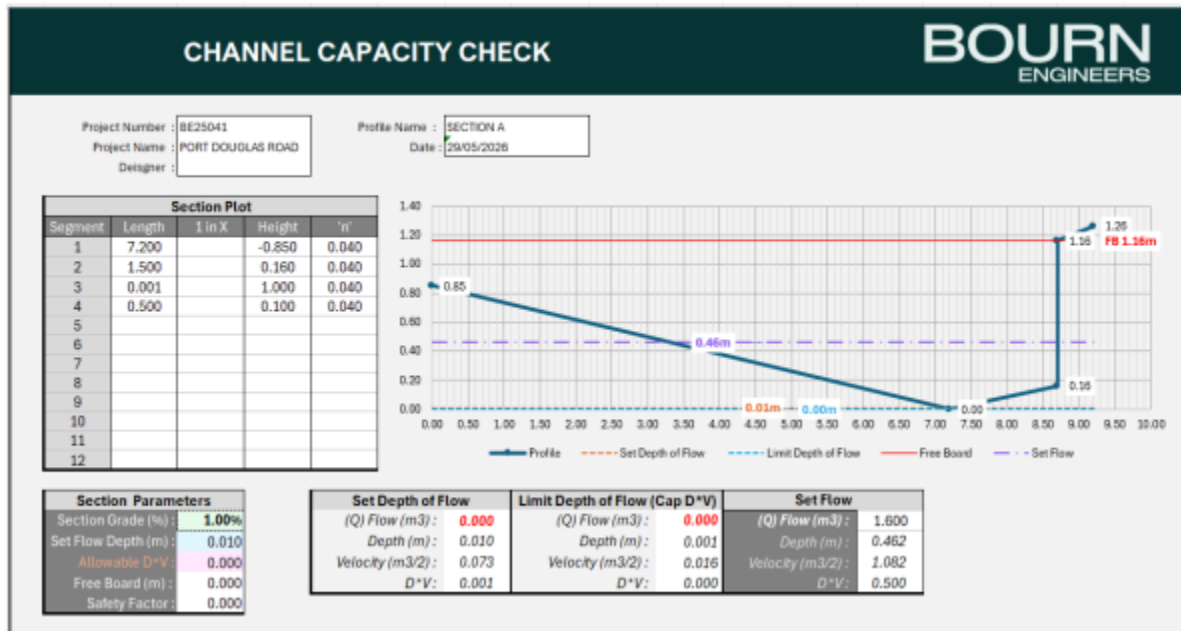 CHANNEL CAPACITY CHECK
BOURN
ENGINEERS
Project Number : BE25041
Project Name : PORT DOUGLAS ROAD
Deisgner :
Profile Name : SECTION A
Date : 29/05/2026
Section Plot
Segment Length 1 in X Height 'n'
1 7.200 -0.850 0.040
2 1.500 0.160 0.040
3 0.001 1.000 0.040
4 0.500 0.100 0.040
5
6
7
8
9
10
11
12
1.40
1.20
1.00
0.80
0.60
0.40
0.20
0.00
0.85
0.46m
0.01m
0.00m
0.00
0.16
1.16
1.26
FB 1.16m
0.00 0.50 1.00 1.50 2.00 2.50 3.00 3.50 4.00 4.50 5.00 5.50 6.00 6.50 7.00 7.50 8.00 8.50 9.00 9.50 10.00
Profile Set Depth of Flow Limit Depth of Flow Free Board Set Flow
Section Parameters
Section Grade (%) : 1.00%
Set Flow Depth (m) : 0.010
Allowable D*V : 0.000
Free Board (m) : 0.000
Safety Factor : 0.000
Set Depth of Flow
(Q) Flow (m3) : 0.000
Depth (m) : 0.010
Velocity (m3/2) : 0.073
D*V : 0.001
Limit Depth of Flow (Cap D*V)
(Q) Flow (m3) : 0.000
Depth (m) : 0.001
Velocity (m3/2) : 0.016
D*V : 0.000
Set Flow
(Q) Flow (m3) : 1.600
Depth (m) : 0.462
Velocity (m3/2) : 1.082
D*V : 0.500